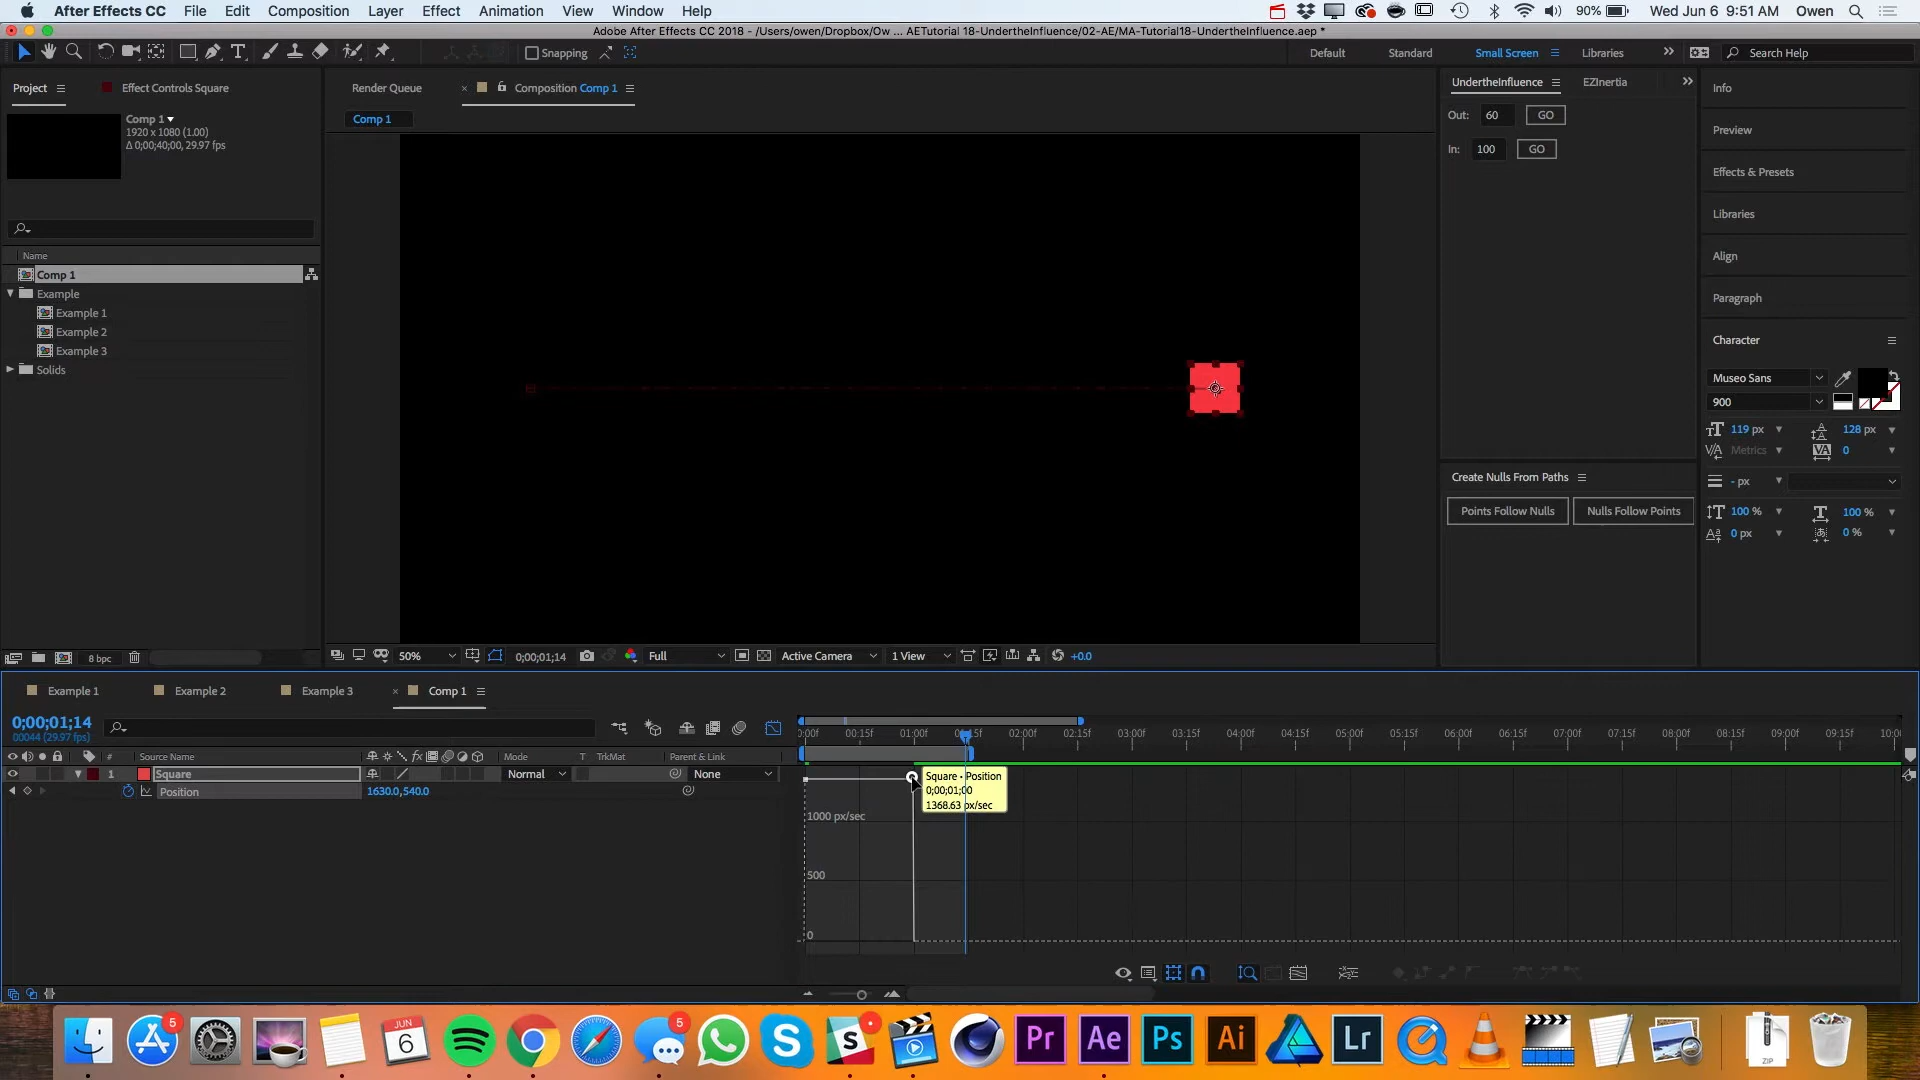 After Effects CC File Edit Composition Layer Effect Animation View Window Help 90% Wed Jun 6 9:51 AM Owen
Adobe After Effects CC 2018 - /Users/owen/Dropbox/Ow ... AETutorial 18-UndertheInfluence/02-AE/MA-Tutorial18-UndertheInfluence.aep *
T Snapping Default Standard Small Screen Libraries Search Help
Project Effect Controls Square
Comp 1
1920 x 1080 (1.00)
Δ 0;00;40;00, 29.97 fps
Name
Comp 1
Example
Example 1
Example 2
Example 3
Solids
8 bpc
Render Queue Composition Comp 1
Comp 1
50% 0;00;01;14 Full Active Camera 1 View +0.0
UndertheInfluence EZInertia
Out: 60 GO
In: 100 GO
Create Nulls From Paths
Points Follow Nulls Nulls Follow Points
Info
Preview
Effects & Presets
Libraries
Align
Paragraph
Character
Museo Sans
900
119 px 128 px
Metrics 0
- px
100 % 100 %
0 px 0 %
Example 1 Example 2 Example 3 Comp 1
0;00;01;14
00044 (29.97 fps)
# Source Name Mode T TrkMat Parent & Link
1 Square Normal None
Position 1630.0,540.0
:00f 00:15f 01:00f 01:15f 02:00f 02:15f 03:00f 03:15f 04:00f 04:15f 05:00f 05:15f 06:00f 06:15f 07:00f 07:15f 08:00f 08:15f 09:00f 09:15f 10:00
Square • Position
0;00;01;00
1368.63 px/sec
1000 px/sec
500
0
5 JUN 6 5 Pr Ae Ps Ai Lr ZIP